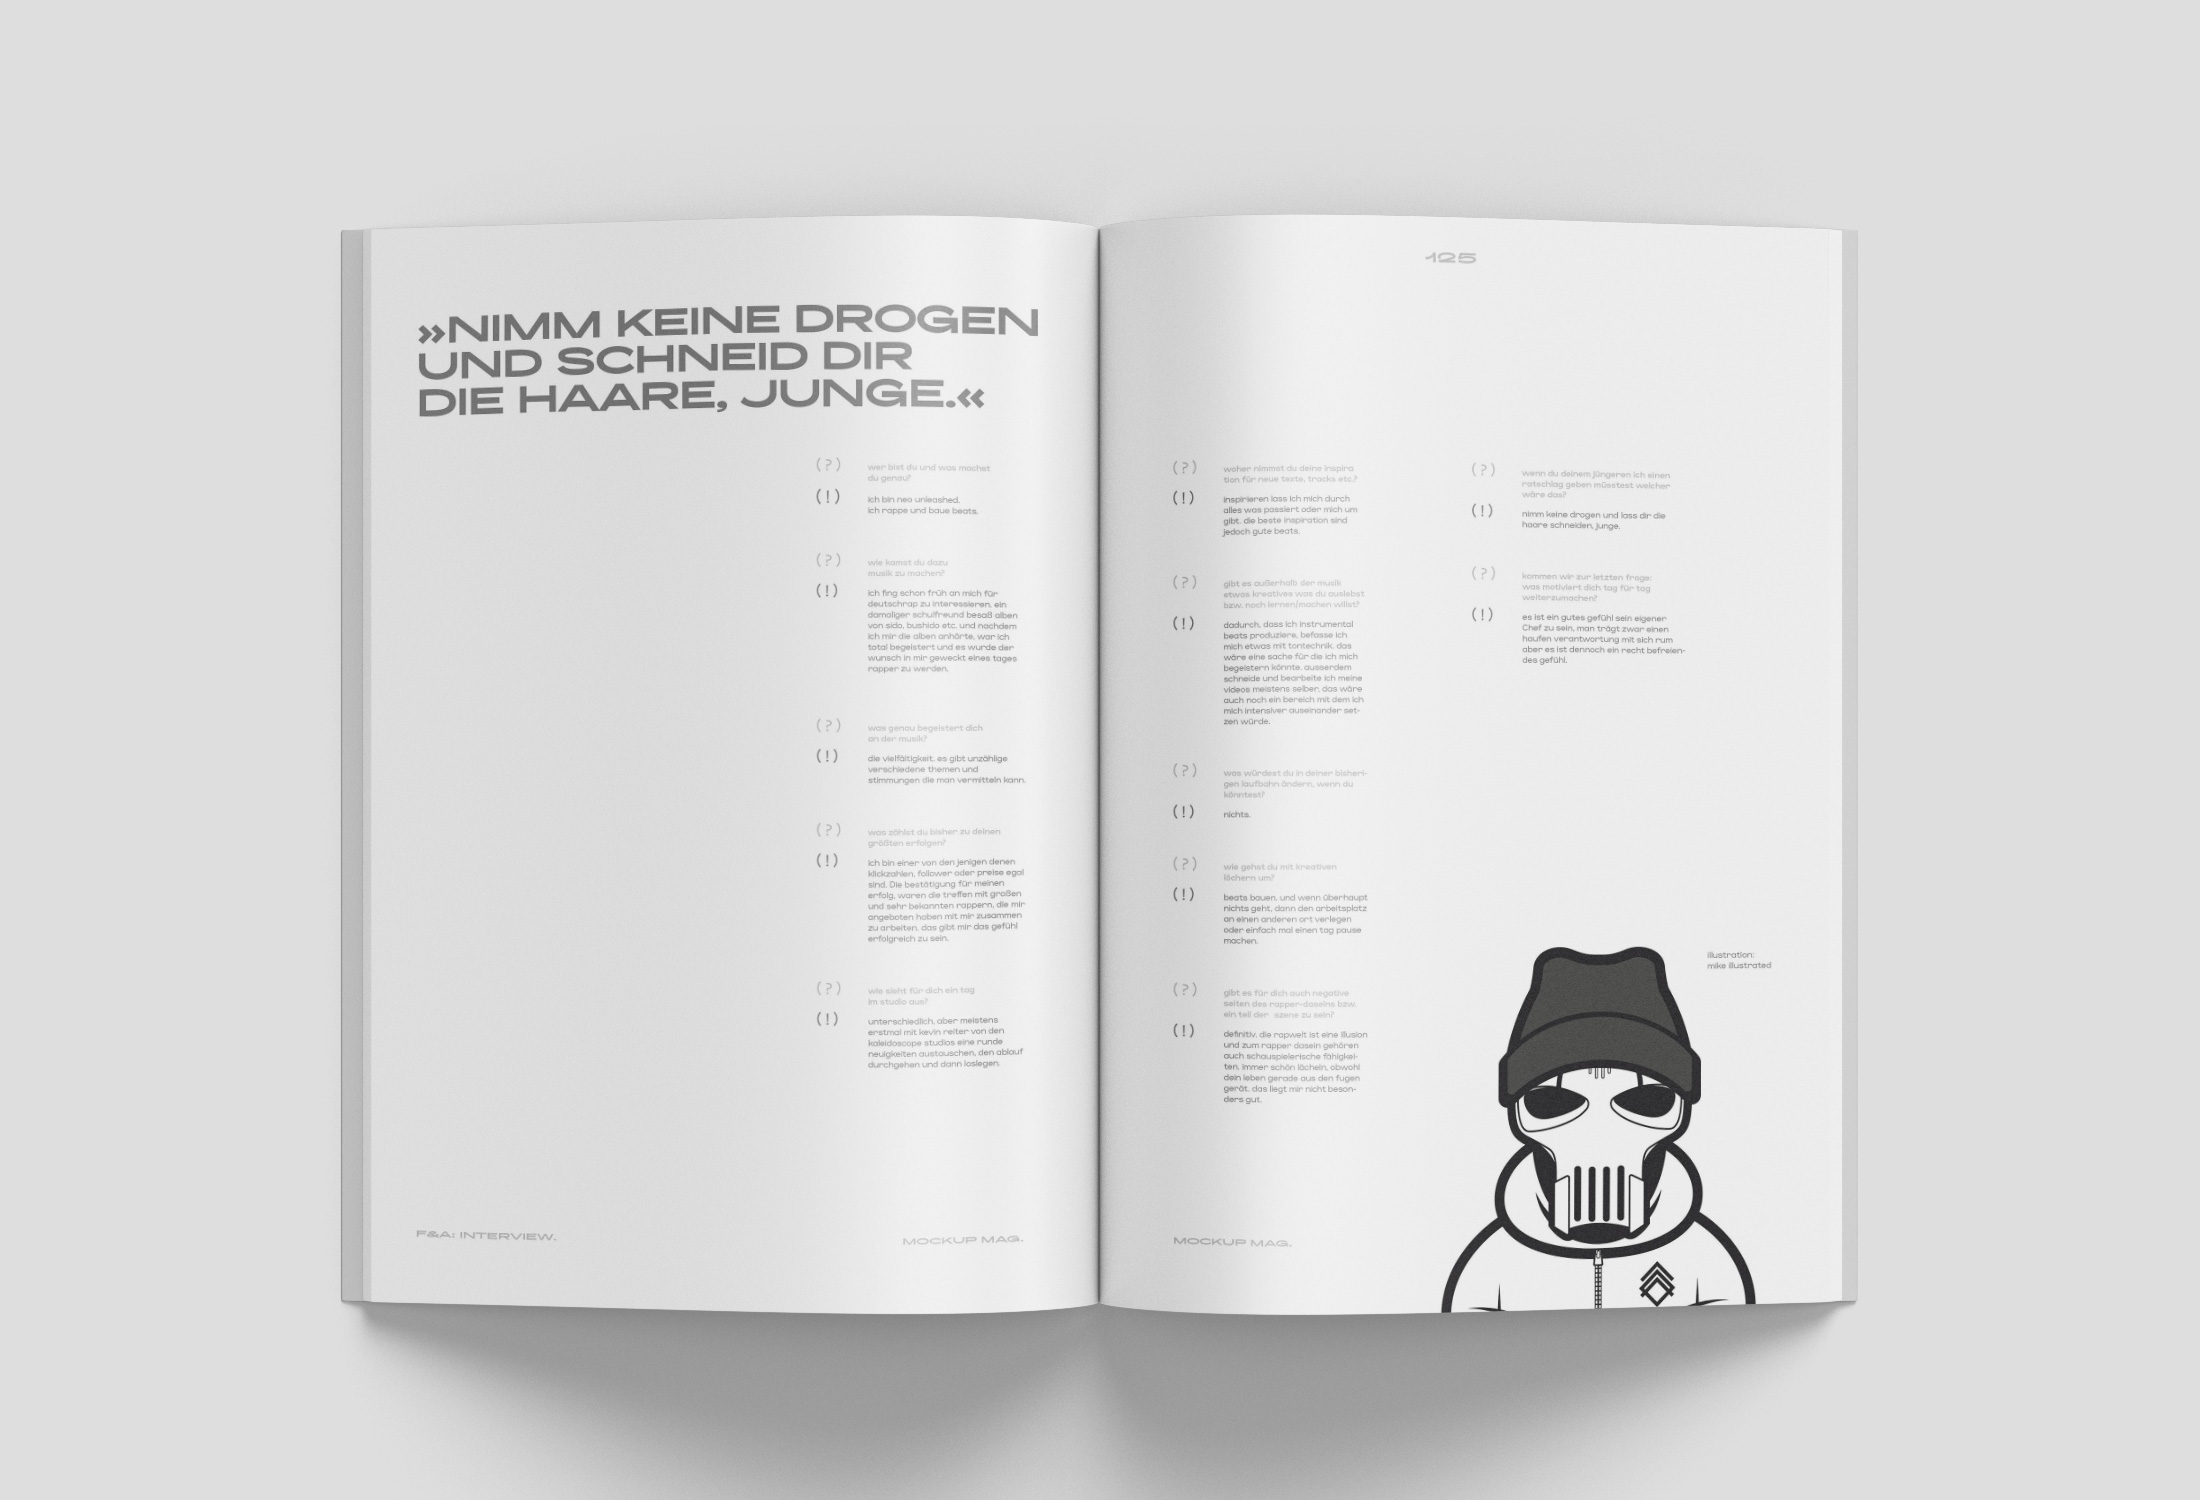 »NIMM KEINE DROGEN
UND SCHNEID DIR
DIE HAARE, JUNGE.«
(?) wer bist du und was machst
du genau?
(!) ich bin neo unleashed.
ich rappe und baue beats.
(?) wie kamst du dazu
musik zu machen?
(!) ich fing schon früh an mich für
deutschrap zu interessieren. ein
damaliger schulfreund besaß alben
von sido, bushido etc. und nachdem
ich mir die alben anhörte, war ich
total begeistert und es wurde der
wunsch in mir geweckt eines tages
rapper zu werden.
(?) was genau begeistert dich
an der musik?
(!) die vielfältigkeit. es gibt unzählige
verschiedene themen und
stimmungen die man vermitteln kann.
(?) was zählst du bisher zu deinen
größten erfolgen?
(!) ich bin einer von den jenigen denen
klickzahlen, follower oder preise egal
sind. Die bestätigung für meinen
erfolg, waren die treffen mit großen
und sehr bekannten rappern, die mir
angeboten haben mit mir zusammen
zu arbeiten. das gibt mir das gefühl
erfolgreich zu sein.
(?) wie sieht für dich ein tag
im studio aus?
(!) unterschiedlich, aber meistens
erstmal mit kevin reiter von den
kaleidoscope studios eine runde
neuigkeiten austauschen, den ablauf
durchgehen und dann loslegen.
F&A: INTERVIEW.
MOCKUP MAG.
125
(?) woher nimmst du deine inspira
tion für neue texte, tracks etc.?
(!) inspirieren lass ich mich durch
alles was passiert oder mich um
gibt. die beste inspiration sind
jedoch gute beats.
(?) gibt es außerhalb der musik
etwas kreatives was du auslebst
bzw. noch lernen/machen willst?
(!) dadurch, dass ich instrumental
beats produziere, befasse ich
mich etwas mit tontechnik. das
wäre eine sache für die ich mich
begeistern könnte. ausserdem
schneide und bearbeite ich meine
videos meistens selber, das wäre
auch noch ein bereich mit dem ich
mich intensiver auseinander set-
zen würde.
(?) was würdest du in deiner bisheri-
gen laufbahn ändern, wenn du
könntest?
(!) nichts.
(?) wie gehst du mit kreativen
löchern um?
(!) beats bauen, und wenn überhaupt
nichts geht, dann den arbeitsplatz
an einen anderen ort verlegen
oder einfach mal einen tag pause
machen.
(?) gibt es für dich auch negative
seiten des rapper-daseins bzw.
ein teil der szene zu sein?
(!) definitiv. die rapwelt ist eine illusion
und zum rapper dasein gehören
auch schauspielerische fähigkei-
ten. immer schön lächeln, obwohl
dein leben gerade aus den fugen
gerät. das liegt mir nicht beson-
ders gut.
(?) wenn du deinem jüngeren ich einen
ratschlag geben müsstest welcher
wäre das?
(!) nimm keine drogen und lass dir die
haare schneiden, junge.
(?) kommen wir zur letzten frage:
was motiviert dich tag für tag
weiterzumachen?
(!) es ist ein gutes gefühl sein eigener
Chef zu sein, man trägt zwar einen
haufen verantwortung mit sich rum
aber es ist dennoch ein recht befreien-
des gefühl.
illustration:
mike illustrated
MOCKUP MAG.